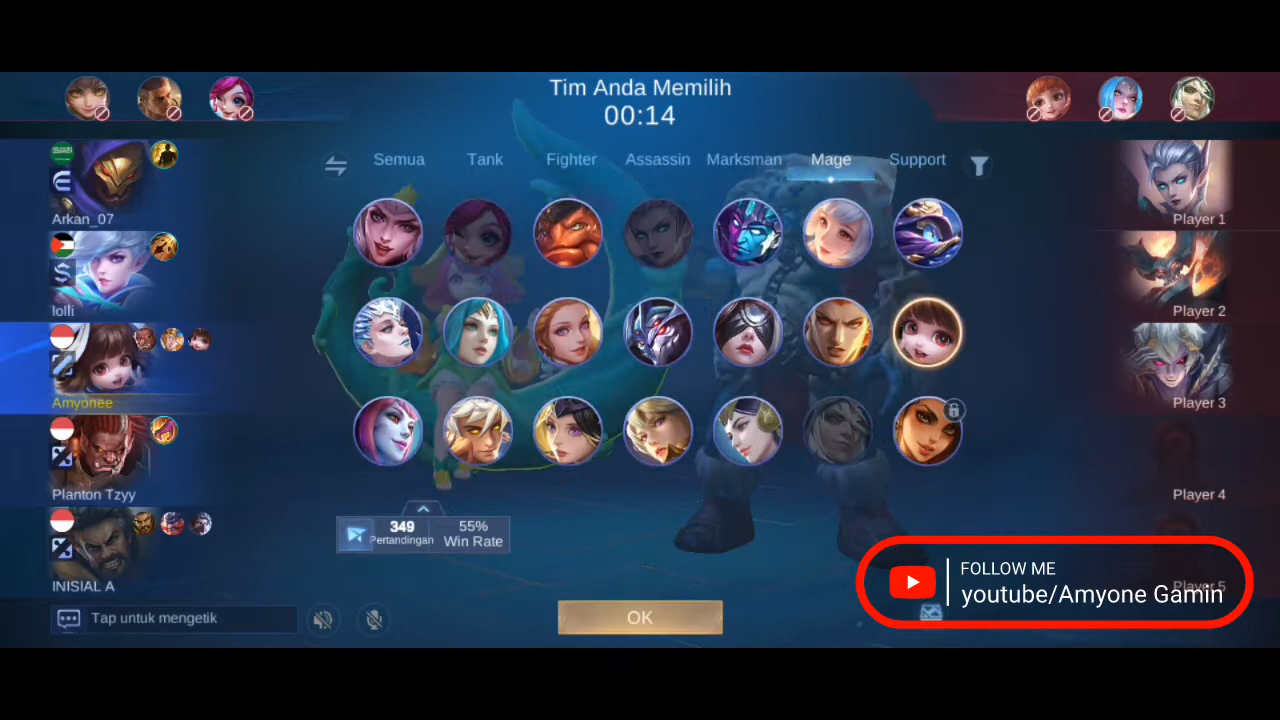 Tim Anda Memilih
00:14
Semua Tank Fighter Assassin Marksman Mage Support
Arkan_07
lolli
Amyonee
Planton Tzyy
INISIAL A
Player 1
Player 2
Player 3
Player 4
Player 5
349 55%
Pertandingan Win Rate
FOLLOW ME
youtube/Amyone Gamin
Tap untuk mengetik
OK